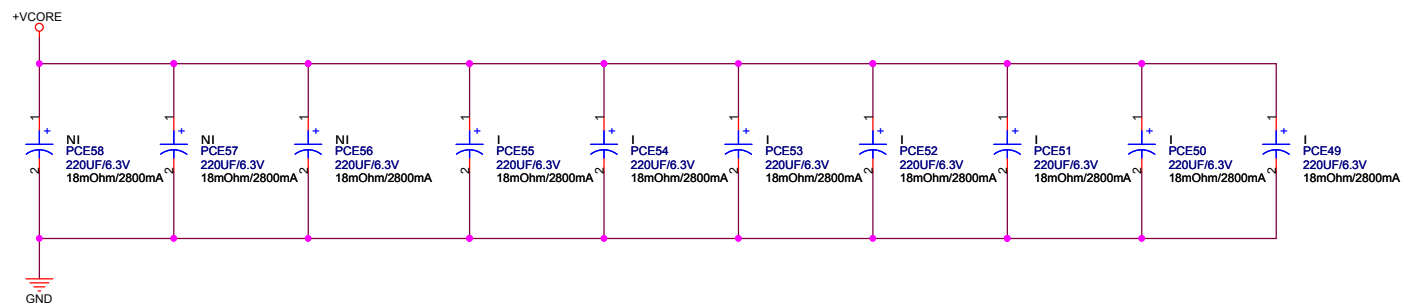 +VCORE
1
+
NI
PCE58
220UF/6.3V
18mOhm/2800mA
2
1
+
NI
PCE57
220UF/6.3V
18mOhm/2800mA
2
1
+
NI
PCE56
220UF/6.3V
18mOhm/2800mA
2
1
+
I
PCE55
220UF/6.3V
18mOhm/2800mA
2
1
+
I
PCE54
220UF/6.3V
18mOhm/2800mA
2
1
+
I
PCE53
220UF/6.3V
18mOhm/2800mA
2
1
+
I
PCE52
220UF/6.3V
18mOhm/2800mA
2
1
+
I
PCE51
220UF/6.3V
18mOhm/2800mA
2
1
+
I
PCE50
220UF/6.3V
18mOhm/2800mA
2
1
+
I
PCE49
220UF/6.3V
18mOhm/2800mA
2
GND